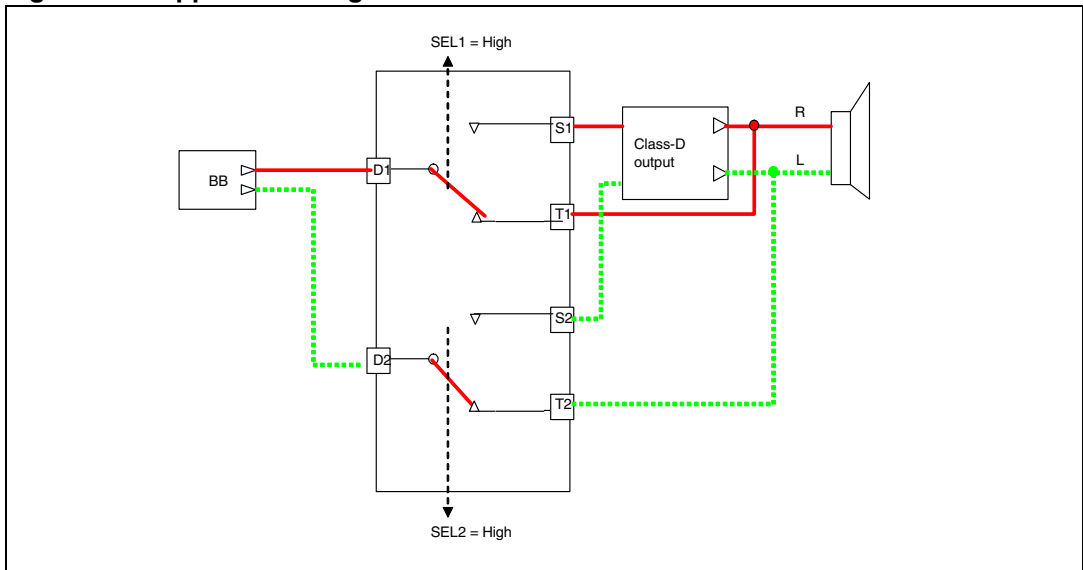 SEL1 = High
S1
R
Class-D
output
D1
BB
L
T1
S2
D2
T2
SEL2 = High